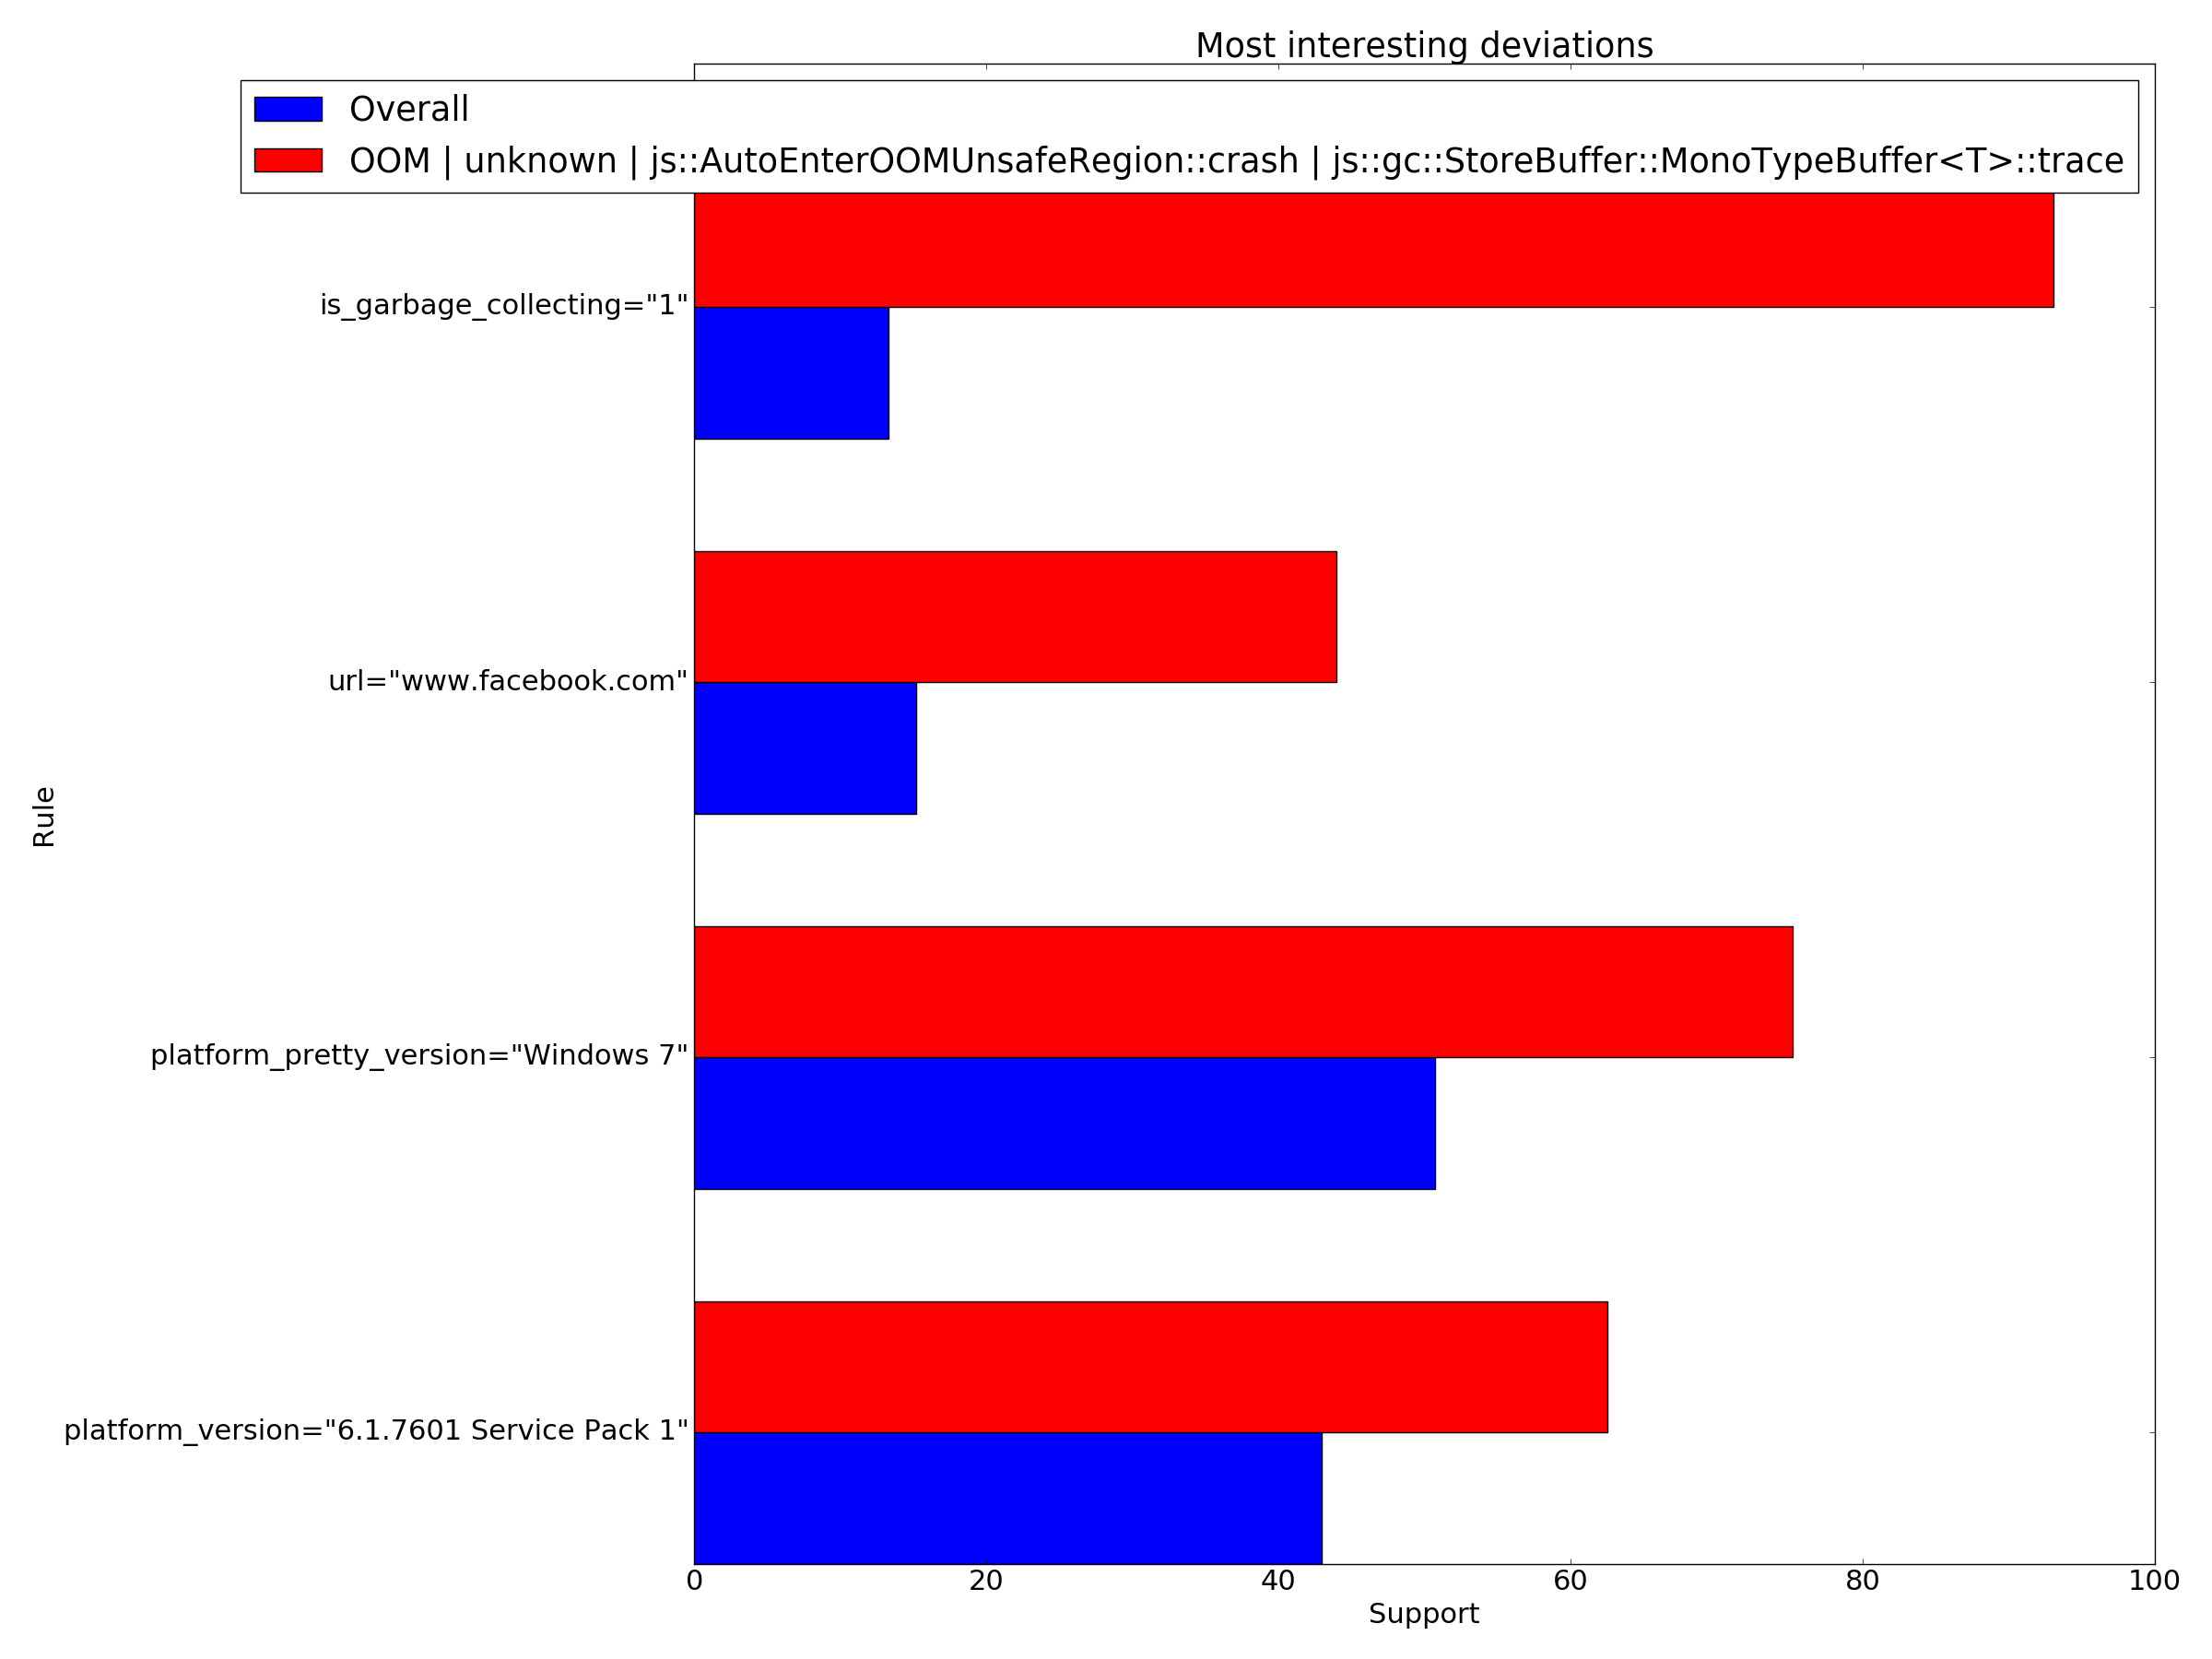 Most interesting deviations
Overall
OOM | unknown | js::AutoEnterOOMUnsafeRegion::crash | js::gc::StoreBuffer::MonoTypeBuffer<T>::trace
is_garbage_collecting="1"
url="www.facebook.com"
Rule
platform_pretty_version="Windows 7"
platform_version="6.1.7601 Service Pack 1"
0 20 40 60 80 100
Support